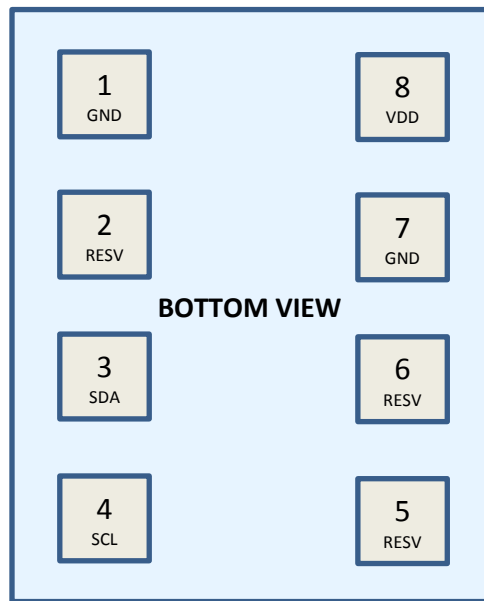 1
GND
8
VDD
2
RESV
7
GND
BOTTOM VIEW
3
SDA
6
RESV
4
SCL
5
RESV